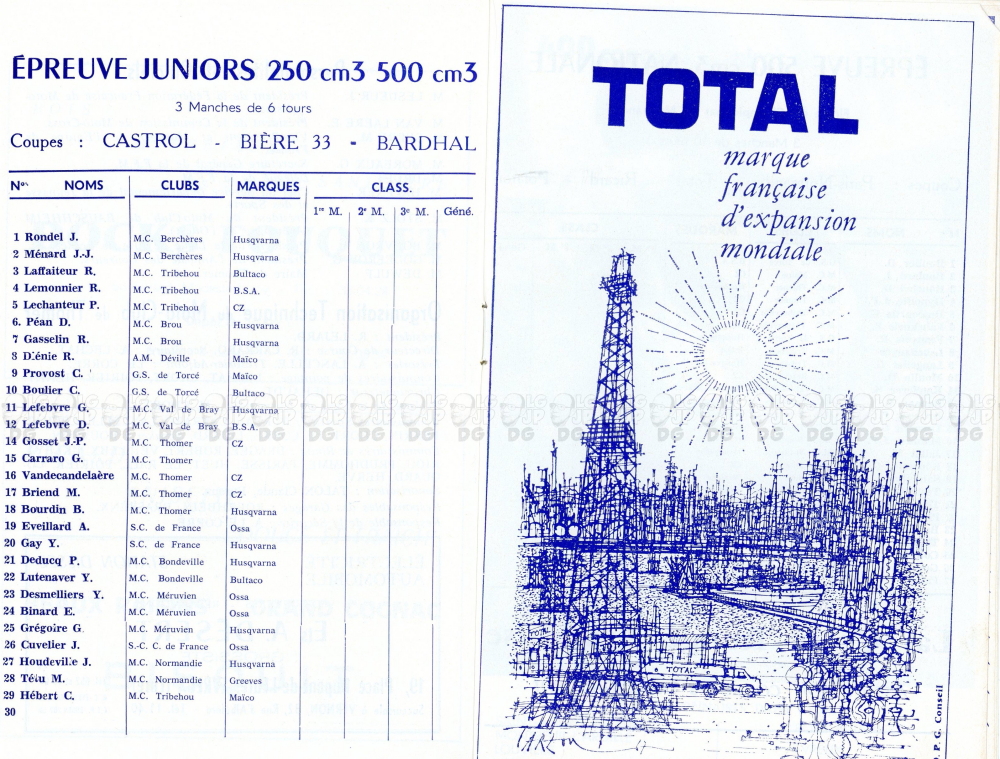 ÉPREUVE JUNIORS 250 cm3 500 cm3
3 Manches de 6 tours
Coupes : CASTROL - BIÈRE 33 - BARDHAL
Nos NOMS CLUBS MARQUES CLASS.
1re M. 2e M. 3e M. Géné.
1 Rondel J. M.C. Berchères Husqvarna
2 Ménard J.-J. M.C. Berchères Husqvarna
3 Laffaiteur R. M.C. Tribehou Bultaco
4 Lemonnier R. M.C. Tribehou B.S.A.
5 Lechanteur P. M.C. Tribehou CZ
6. Péan D. M.C. Brou Husqvarna
7 Gasselin R. M.C. Brou Husqvarna
8 Dénie R. A.M. Déville Maïco
9 Provost C. G.S. de Torcé Maïco
10 Boulier C. G.S. de Torcé Bultaco
11 Lefebvre G. M.C. Val de Bray Husqvarna
12 Lefebvre D. M.C. Val de Bray B.S.A.
14 Gosset J.-P. M.C. Thomer CZ
15 Carraro G. M.C. Thomer
16 Vandecandelaère M.C. Thomer CZ
17 Briend M. M.C. Thomer CZ
18 Bourdin B. M.C. Thomer Husqvarna
19 Eveillard A. S.C. de France Ossa
20 Gay Y. S.C. de France Husqvarna
21 Deducq P. M.C. Bondeville Husqvarna
22 Lutenaver Y. M.C. Bondeville Bultaco
23 Desmelliers Y. M.C. Méruvien Ossa
24 Binard E. M.C. Méruvien Ossa
25 Grégoire G. M.C. Méruvien Husqvarna
26 Cuvelier J. S.-C. C. de France Ossa
27 Houdeville J. M.C. Normandie Husqvarna
28 Tétu M. M.C. Normandie Greeves
29 Hébert C. M.C. Tribehou Maïco
30
TOTAL
marque
française
d'expansion
mondiale
TOTAL
TARZON
O.P.G. Conseil